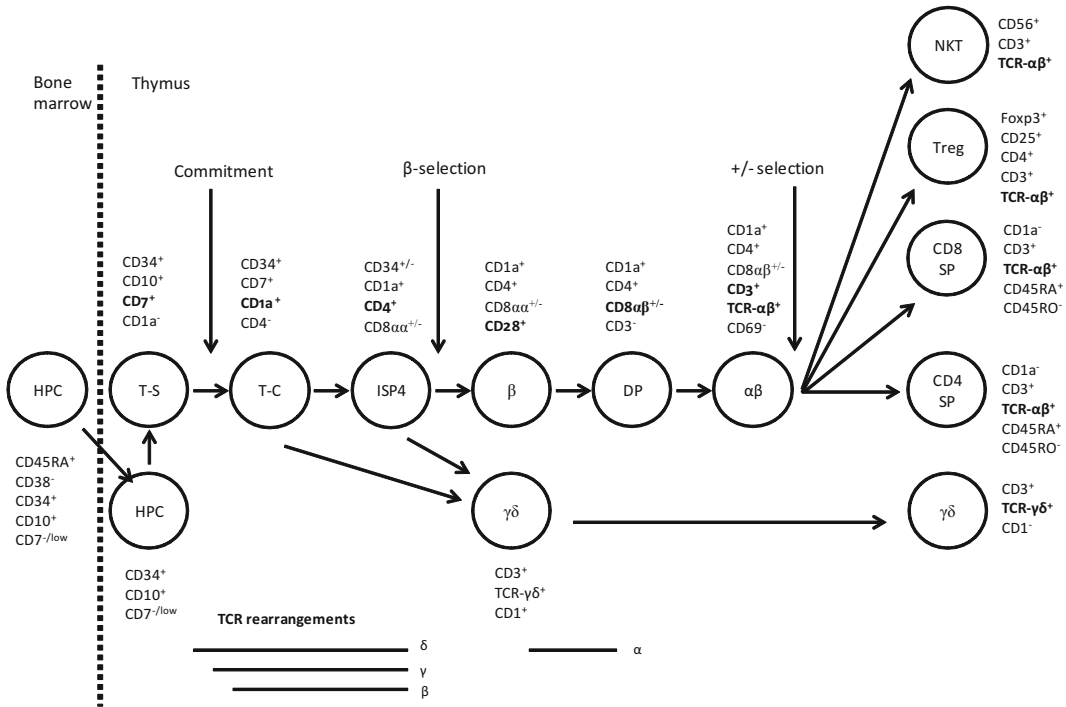 Bone
marrow
Thymus
Commitment
β-selection
+/- selection
CD34⁺
CD10⁺
CD7⁺
CD1a⁻
CD34⁺
CD7⁺
CD1a⁺
CD4⁻
CD34⁺/⁻
CD1a⁺
CD4⁺
CD8αα⁺/⁻
CD1a⁺
CD4⁺
CD8αα⁺/⁻
CD28⁺
CD1a⁺
CD4⁺
CD8αβ⁺/⁻
CD3⁻
CD1a⁺
CD4⁺
CD8αβ⁺/⁻
CD3⁺
TCR-αβ⁺
CD69⁻
HPC
T-S
T-C
ISP4
β
DP
αβ
NKT
CD56⁺
CD3⁺
TCR-αβ⁺
Treg
Foxp3⁺
CD25⁺
CD4⁺
CD3⁺
TCR-αβ⁺
CD8
SP
CD1a⁻
CD3⁺
TCR-αβ⁺
CD45RA⁺
CD45RO⁻
CD4
SP
CD1a⁻
CD3⁺
TCR-αβ⁺
CD45RA⁺
CD45RO⁻
CD45RA⁺
CD38⁻
CD34⁺
CD10⁺
CD7⁻/ˡᵒʷ
HPC
CD34⁺
CD10⁺
CD7⁻/ˡᵒʷ
γδ
CD3⁺
TCR-γδ⁺
CD1⁺
γδ
CD3⁺
TCR-γδ⁺
CD1⁻
TCR rearrangements
δ
γ
β
α